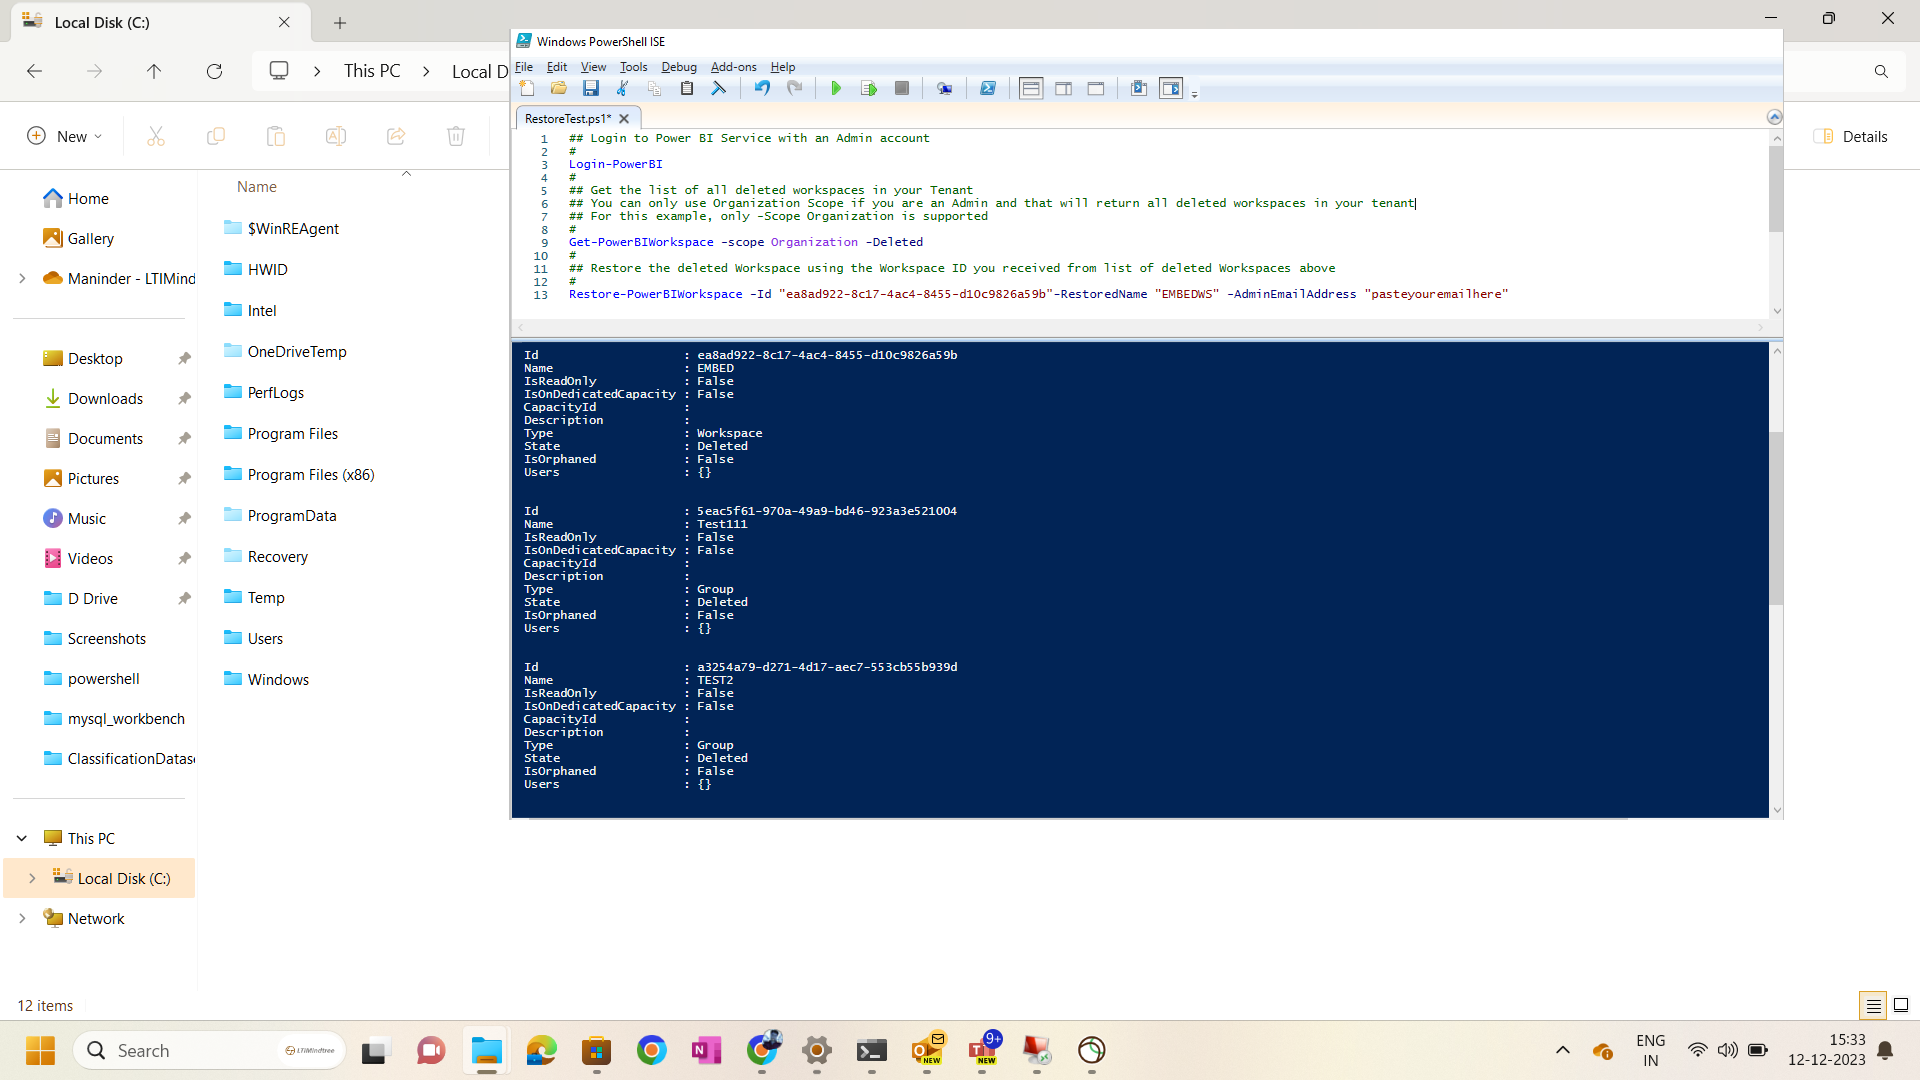 Local Disk (C:)
This PC
Local D
New
Details
Name
Home
Gallery
Maninder - LTIMind
Desktop
Downloads
Documents
Pictures
Music
Videos
D Drive
Screenshots
powershell
mysql_workbench
ClassificationDatase
This PC
Local Disk (C:)
Network
$WinREAgent
HWID
Intel
OneDriveTemp
PerfLogs
Program Files
Program Files (x86)
ProgramData
Recovery
Temp
Users
Windows
12 items
Windows PowerShell ISE
File Edit View Tools Debug Add-ons Help
RestoreTest.ps1*
1 ## Login to Power BI Service with an Admin account
2 #
3 Login-PowerBI
4 #
5 ## Get the list of all deleted workspaces in your Tenant
6 ## You can only use Organization Scope if you are an Admin and that will return all deleted workspaces in your tenant
7 ## For this example, only -Scope Organization is supported
8 #
9 Get-PowerBIWorkspace -scope Organization -Deleted
10 #
11 ## Restore the deleted Workspace using the Workspace ID you received from list of deleted Workspaces above
12 #
13 Restore-PowerBIWorkspace -Id "ea8ad922-8c17-4ac4-8455-d10c9826a59b"-RestoredName "EMBEDWS" -AdminEmailAddress "pasteyouremailhere"
Id : ea8ad922-8c17-4ac4-8455-d10c9826a59b
Name : EMBED
IsReadOnly : False
IsOnDedicatedCapacity : False
CapacityId :
Description :
Type : Workspace
State : Deleted
IsOrphaned : False
Users : {}
Id : 5eac5f61-970a-49a9-bd46-923a3e521004
Name : Test111
IsReadOnly : False
IsOnDedicatedCapacity : False
CapacityId :
Description :
Type : Group
State : Deleted
IsOrphaned : False
Users : {}
Id : a3254a79-d271-4d17-aec7-553cb55b939d
Name : TEST2
IsReadOnly : False
IsOnDedicatedCapacity : False
CapacityId :
Description :
Type : Group
State : Deleted
IsOrphaned : False
Users : {}
Search
LTIMindtree
NEW
9+
NEW
ENG
IN
15:33
12-12-2023